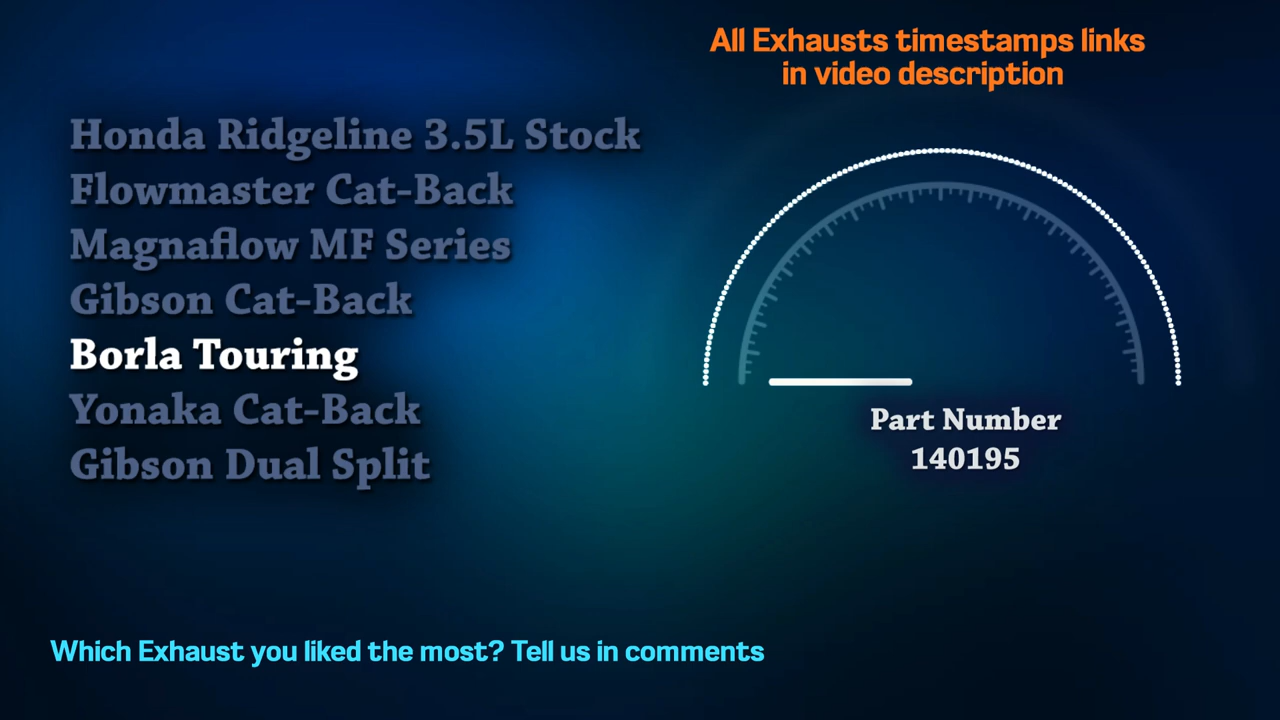 All Exhausts timestamps links
in video description
Honda Ridgeline 3.5L Stock
Flowmaster Cat-Back
Magnaflow MF Series
Gibson Cat-Back
Borla Touring
Yonaka Cat-Back
Gibson Dual Split
Part Number
140195
Which Exhaust you liked the most? Tell us in comments